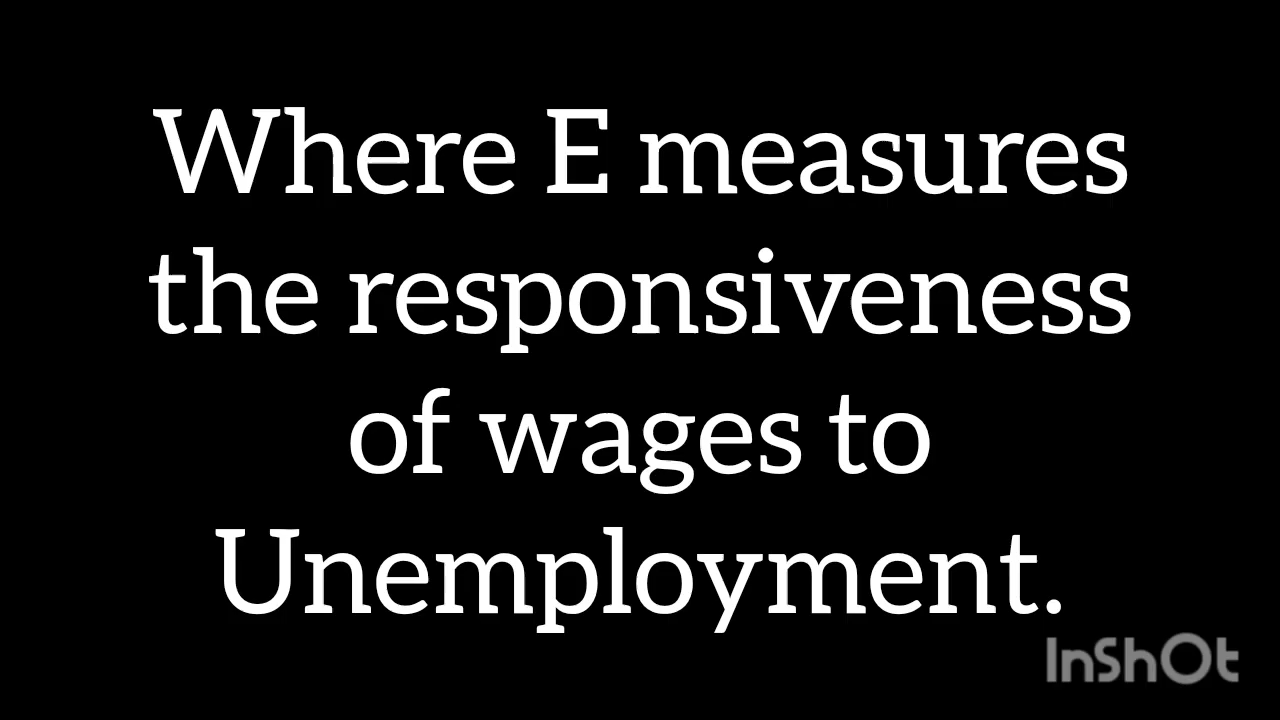 Where E measures
the responsiveness
of wages to
Unemployment.
InShOt